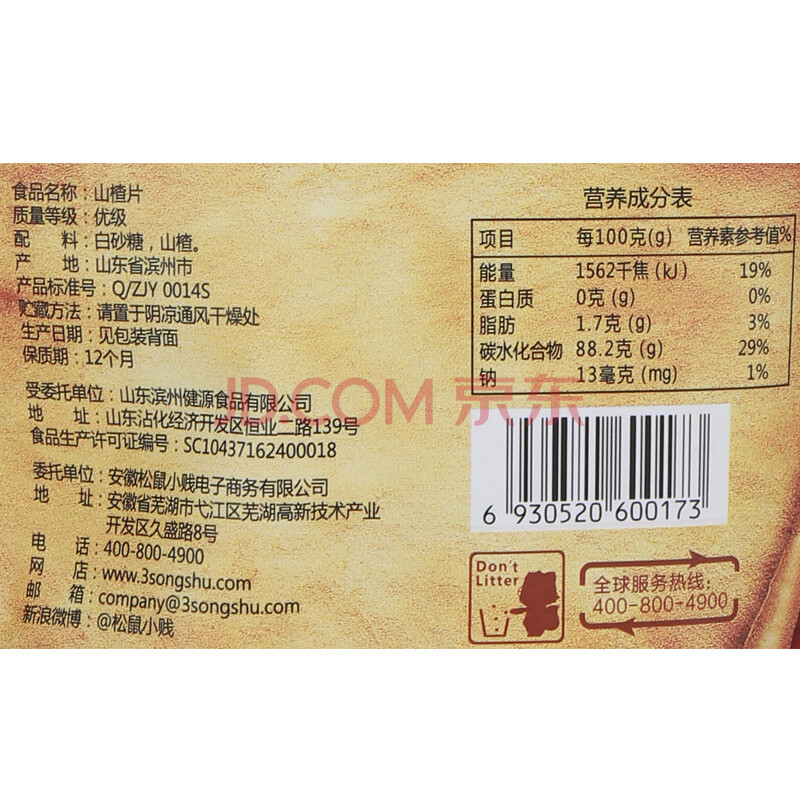 食品名称：山楂片
质量等级：优级
配 料：白砂糖，山楂。
产 地：山东省滨州市
产品标准号：Q/ZJY 0014S
贮藏方法：请置于阴凉通风干燥处
生产日期：见包装背面
保质期：12个月
受委托单位：山东滨州健源食品有限公司
地 址：山东沾化经济开发区恒业二路139号
食品生产许可证编号：SC10437162400018
委托单位：安徽松鼠小贱电子商务有限公司
地 址：安徽省芜湖市弋江区芜湖高新技术产业
开发区久盛路8号
电 话：400-800-4900
网 店：www.3songshu.com
邮 箱：company@3songshu.com
新浪微博：@松鼠小贱
营养成分表
项目 每100克(g) 营养素参考值%
能量 1562千焦(kJ) 19%
蛋白质 0克(g) 0%
脂肪 1.7克(g) 3%
碳水化合物 88.2克(g) 29%
钠 13毫克(mg) 1%
JD.COM 京东
6 930520 600173
Don't
Litter
全球服务热线：
400-800-4900